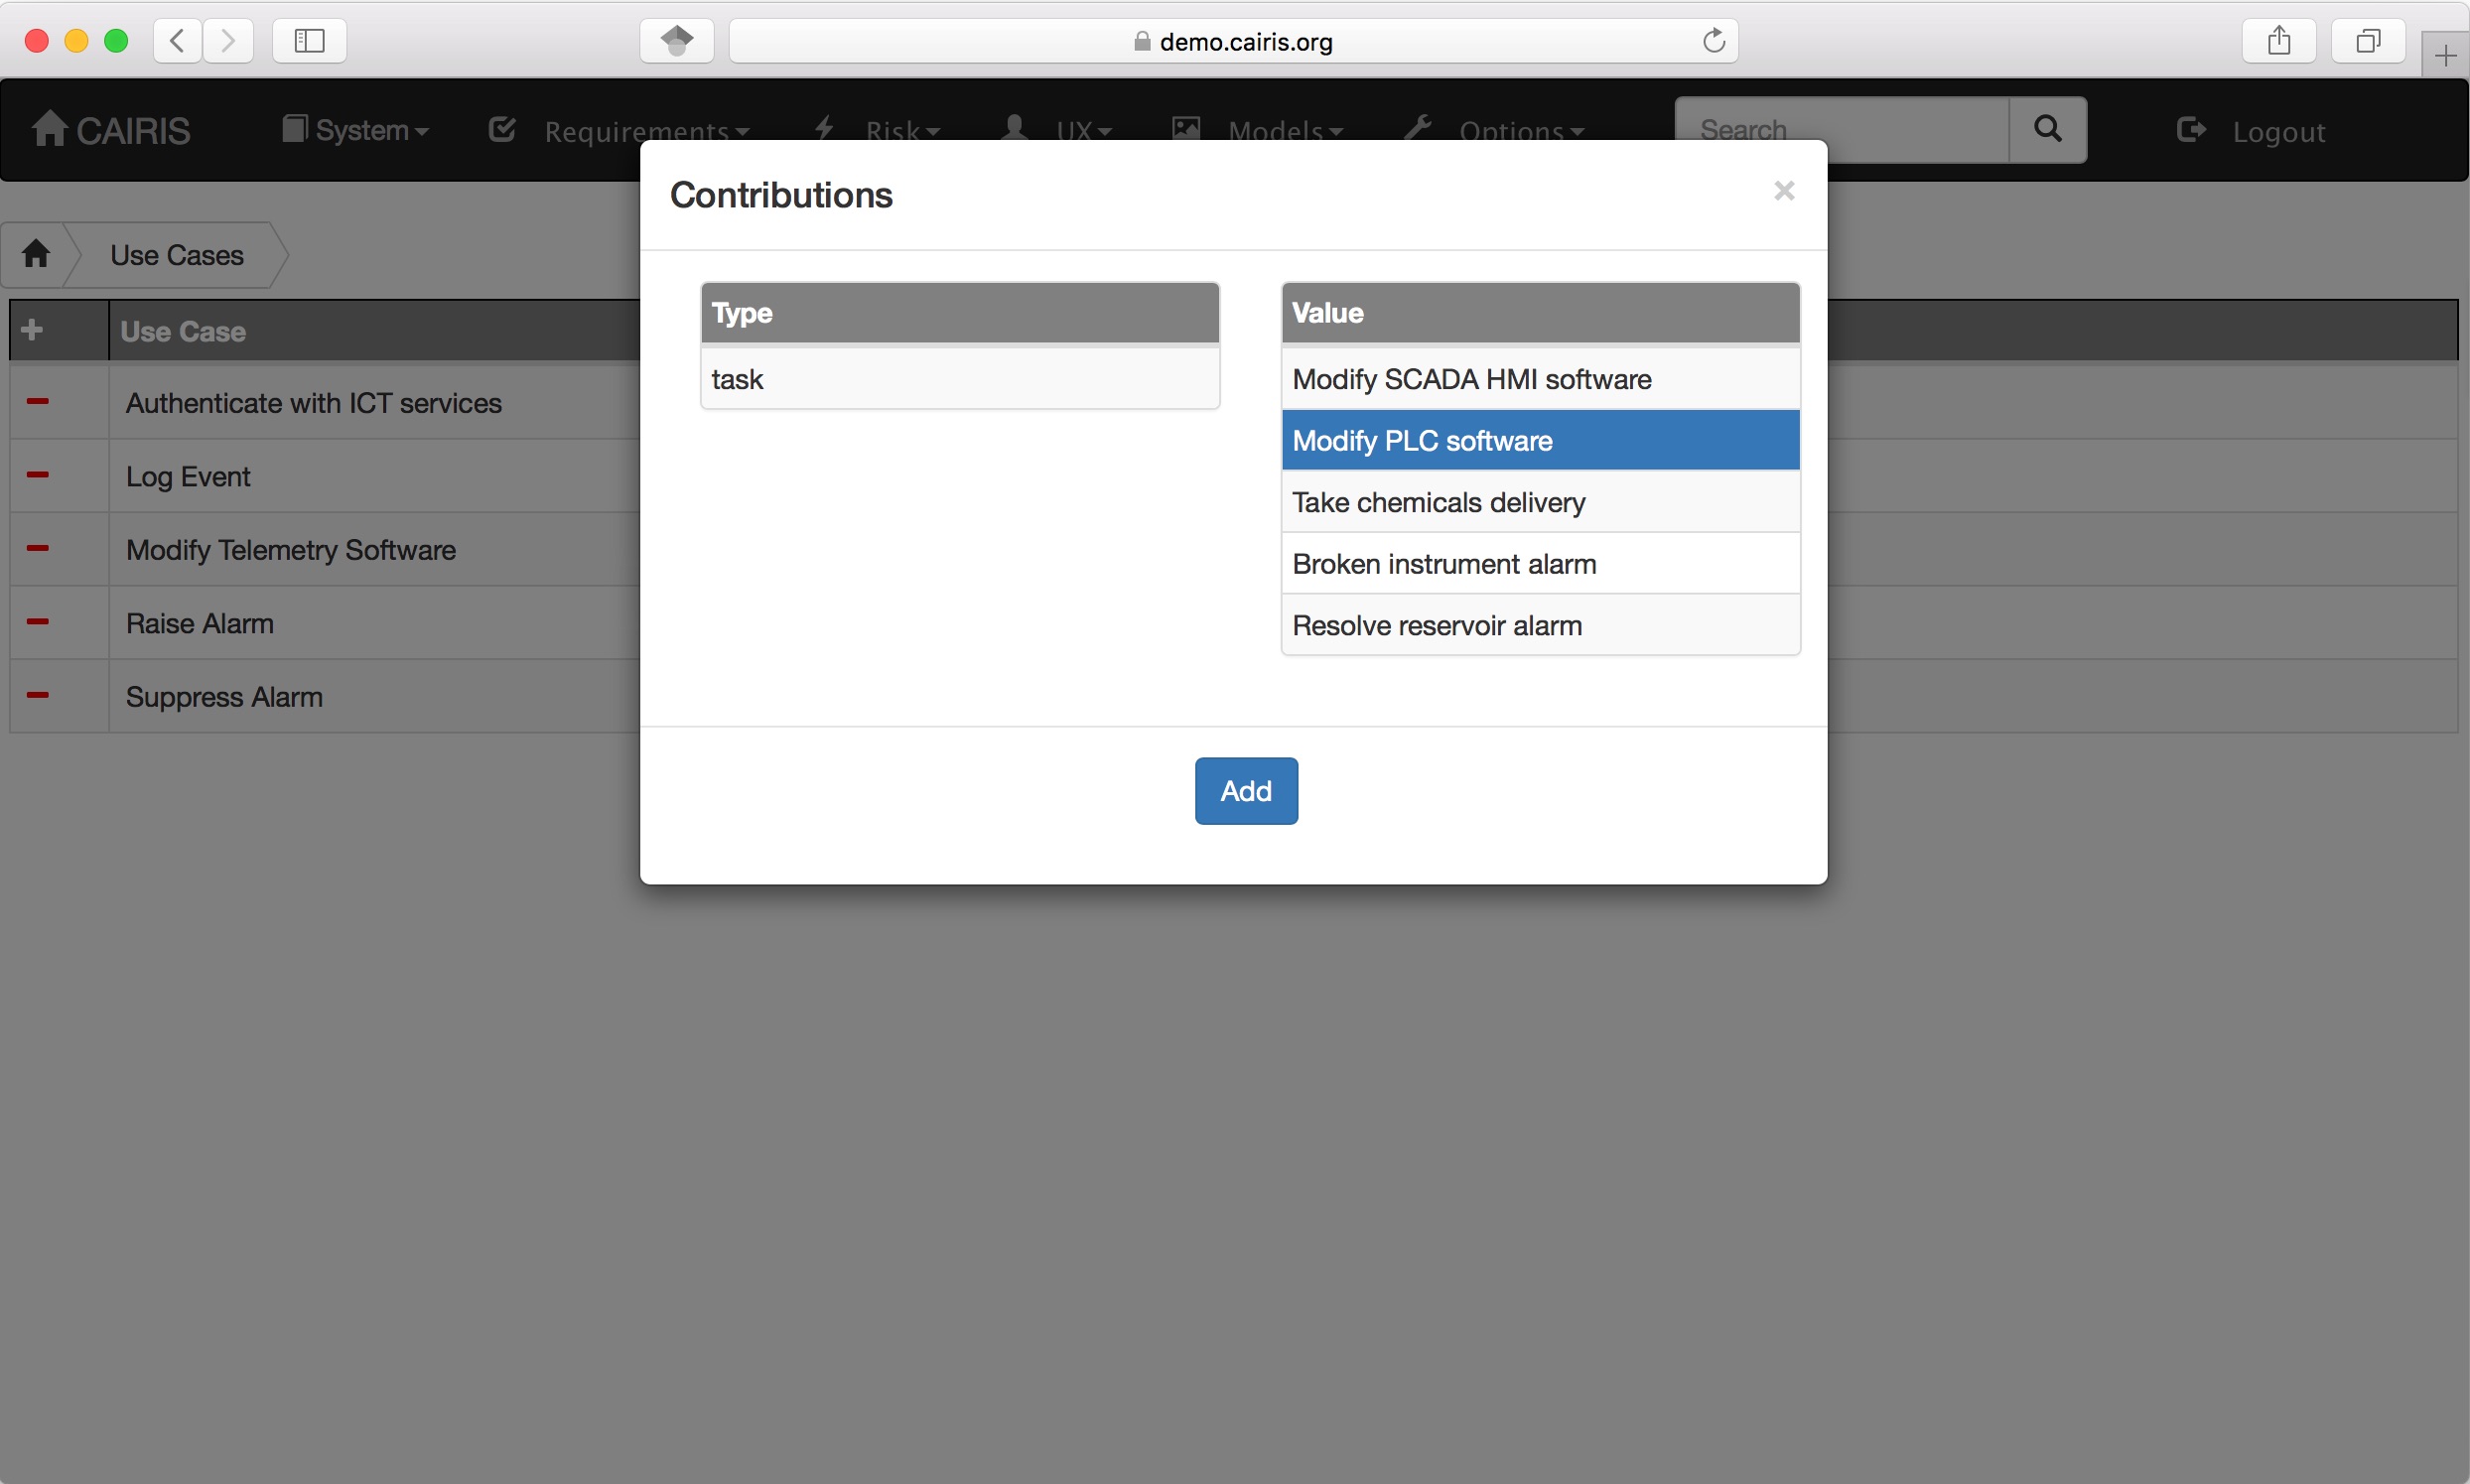 demo.cairis.org
CAIRIS System Requirements Risk UX Models Options Search Logout
Contributions ×
Use Cases
Type
task
Value
Modify SCADA HMI software
Modify PLC software
Take chemicals delivery
Broken instrument alarm
Resolve reservoir alarm
Add
Use Case
Authenticate with ICT services
Log Event
Modify Telemetry Software
Raise Alarm
Suppress Alarm